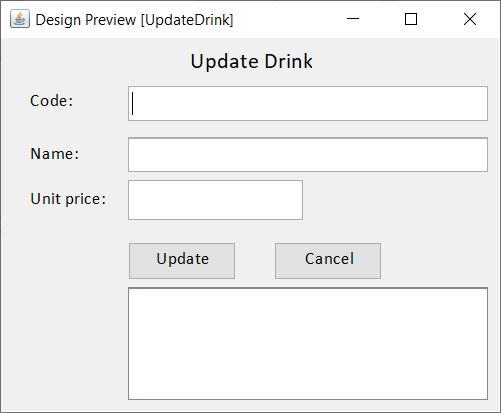 Design Preview [UpdateDrink]
Update Drink
Code:
Name:
Unit price:
Update Cancel